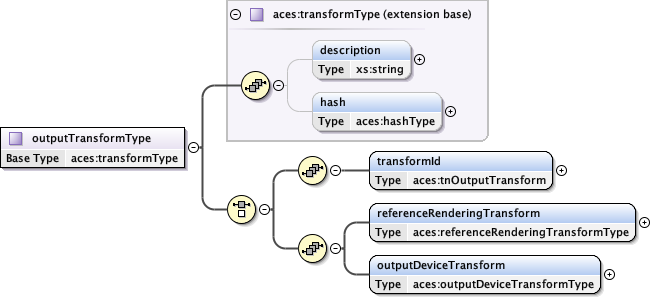 aces:transformType (extension base)
description
Type xs:string
hash
Type aces:hashType
outputTransformType
Base Type aces:transformType
transformId
Type aces:tnOutputTransform
referenceRenderingTransform
Type aces:referenceRenderingTransformType
outputDeviceTransform
Type aces:outputDeviceTransformType